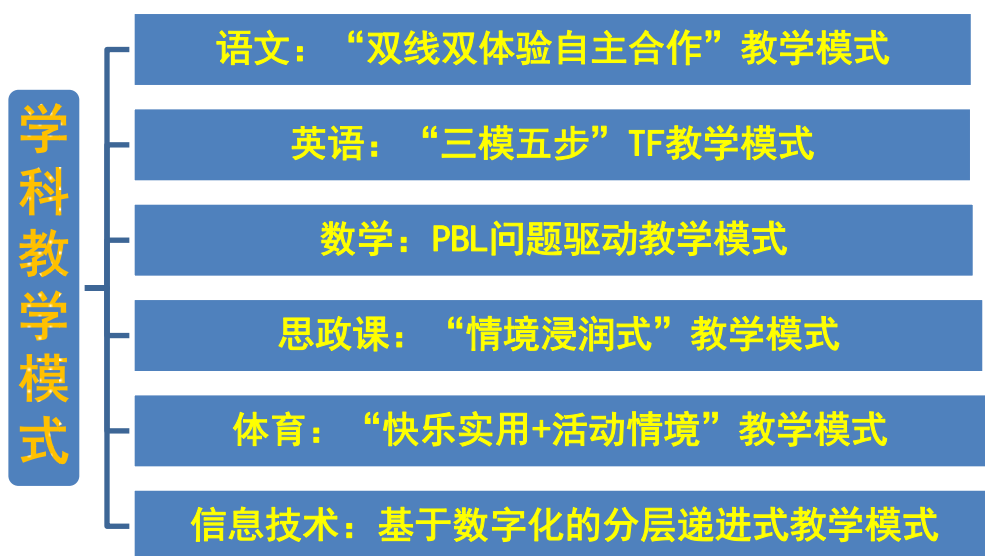 学科教学模式
语文：“双线双体验自主合作”教学模式
英语：“三模五步”TF教学模式
数学：PBL问题驱动教学模式
思政课：“情境浸润式”教学模式
体育：“快乐实用+活动情境”教学模式
信息技术：基于数字化的分层递进式教学模式